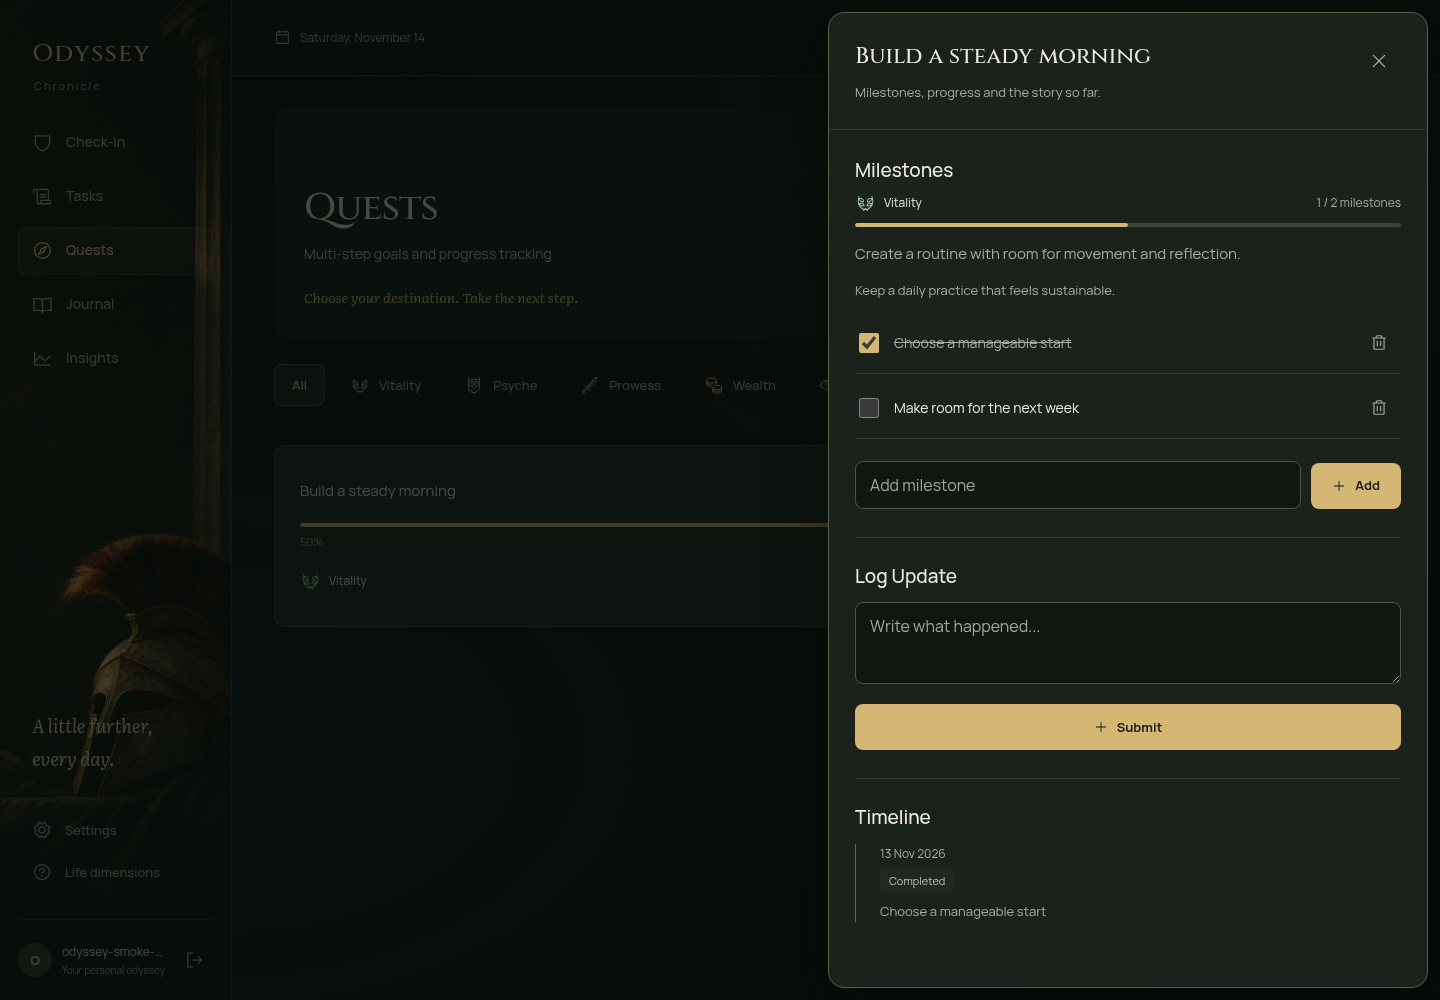 Odyssey
Chronicle
Check-In
Tasks
Quests
Journal
Insights
A little further,
every day.
Settings
Life dimensions
O
odyssey-smoke-...
Your personal odyssey
Saturday, November 14
Quests
Multi-step goals and progress tracking
Choose your destination. Take the next step.
All
Vitality
Psyche
Prowess
Wealth
Build a steady morning
50%
Vitality
Build a steady morning
Milestones, progress and the story so far.
Milestones
Vitality
1 / 2 milestones
Create a routine with room for movement and reflection.
Keep a daily practice that feels sustainable.
Choose a manageable start
Make room for the next week
Add milestone
Add
Log Update
Write what happened...
Submit
Timeline
13 Nov 2026
Completed
Choose a manageable start